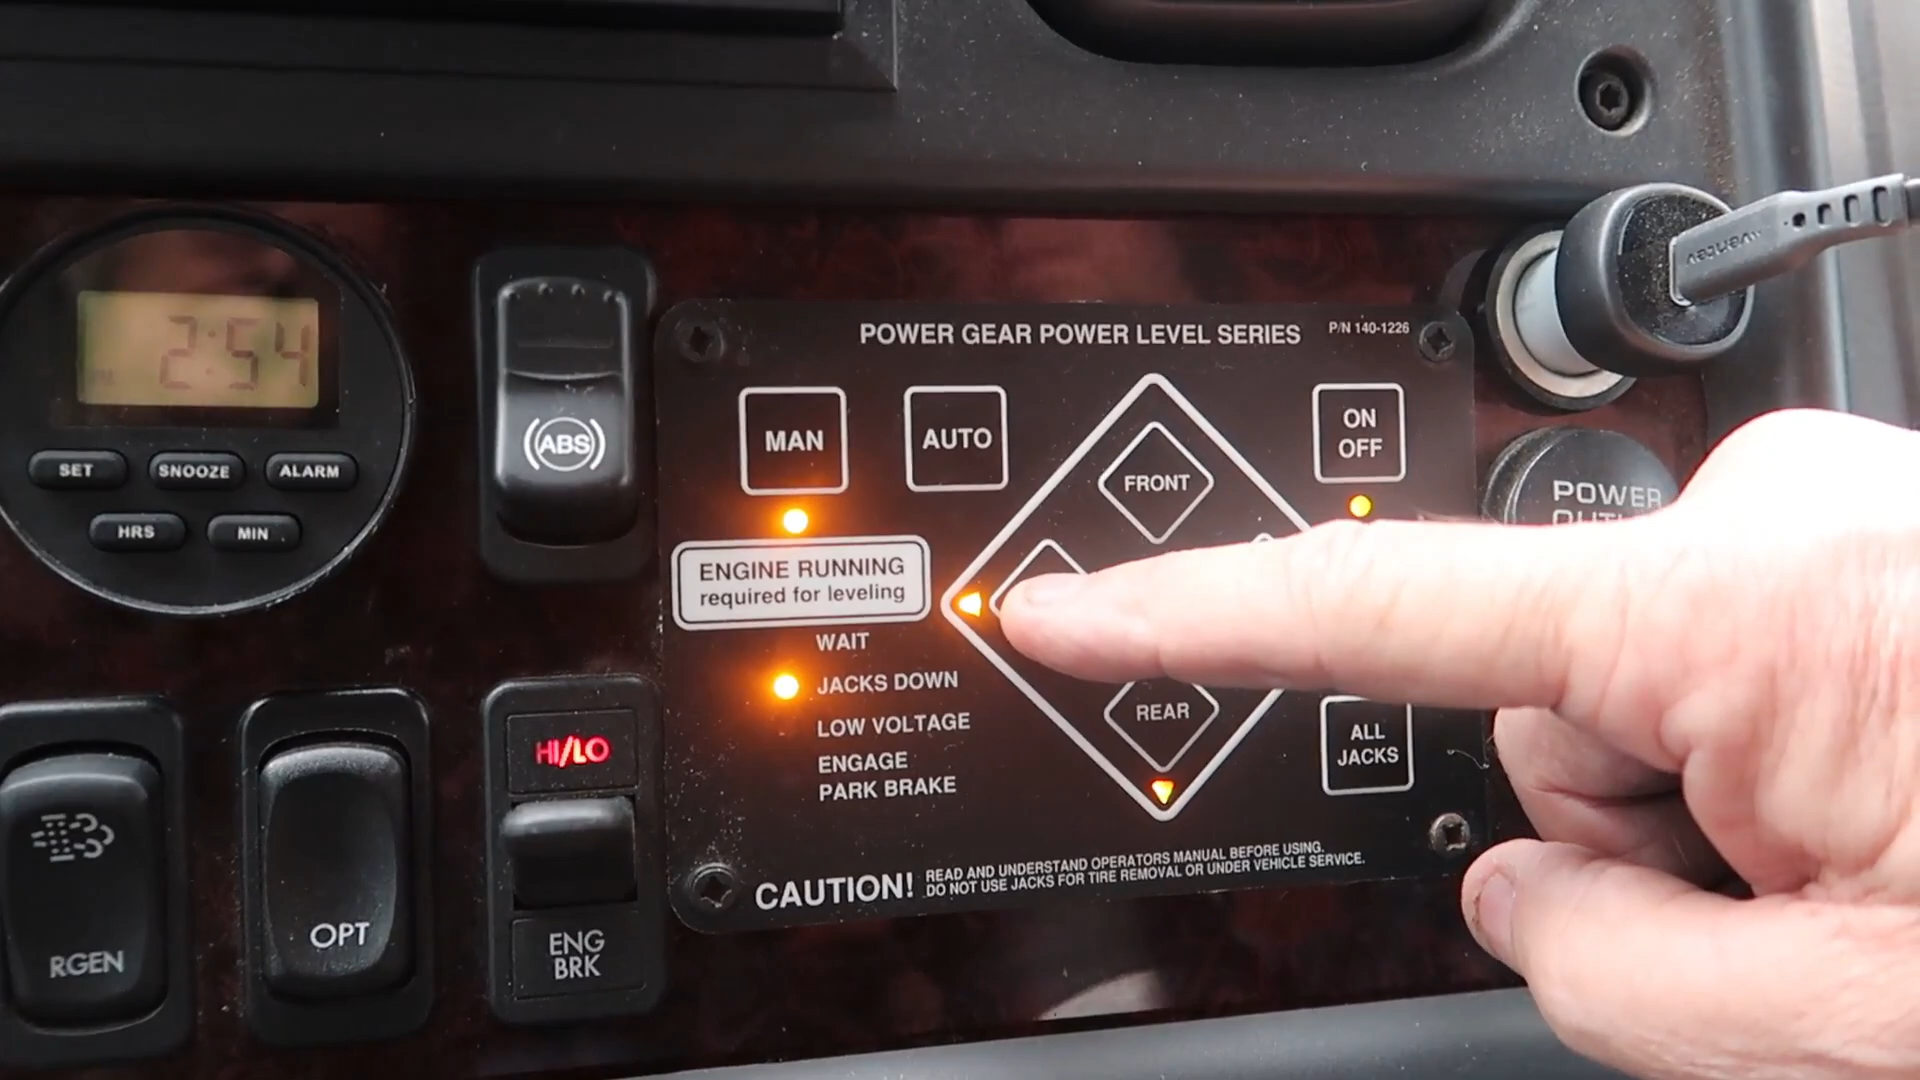 2:54
SET
SNOOZE
ALARM
HRS
MIN
ABS
POWER GEAR POWER LEVEL SERIES
P/N 140-1226
MAN
AUTO
FRONT
ON
OFF
ENGINE RUNNING
required for leveling
WAIT
JACKS DOWN
LOW VOLTAGE
ENGAGE
PARK BRAKE
REAR
ALL
JACKS
CAUTION!
READ AND UNDERSTAND OPERATORS MANUAL BEFORE USING.
DO NOT USE JACKS FOR TIRE REMOVAL OR UNDER VEHICLE SERVICE.
POWER
HI/LO
ENG
BRK
OPT
RGEN